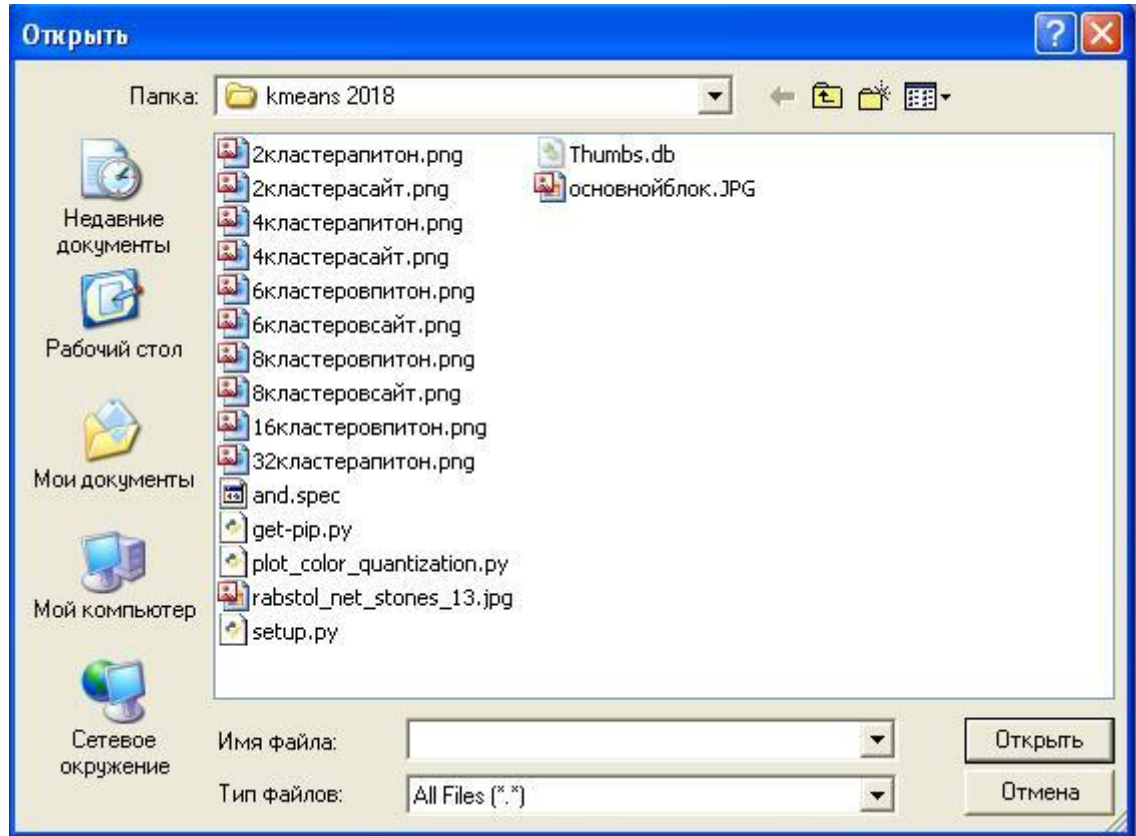 Открыть
Папка:
kmeans 2018
Недавние
документы
Рабочий стол
Мои документы
Мой компьютер
Сетевое
окружение
2кластерапитон.png
2кластерасайт.png
4кластерапитон.png
4кластерасайт.png
6кластеровпитон.png
6кластеровсайт.png
8кластеровпитон.png
8кластеровсайт.png
16кластеровпитон.png
32кластерапитон.png
and.spec
get-pip.py
plot_color_quantization.py
rabstol_net_stones_13.jpg
setup.py
Thumbs.db
основнойблок.JPG
Имя файла:
Открыть
Тип файлов:
All Files (*.*)
Отмена